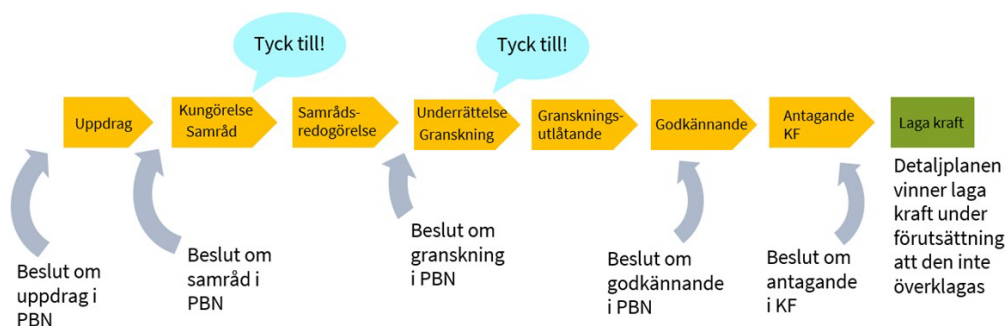 Tyck till!
Tyck till!
Uppdrag
Kungörelse
Samråd
Samråds-
redogörelse
Underrättelse
Granskning
Gransknings-
utlåtande
Godkännande
Antagande
KF
Laga kraft
Beslut om
uppdrag i
PBN
Beslut om
samråd i
PBN
Beslut om
granskning
i PBN
Beslut om
godkännande
i PBN
Beslut om
antagande
i KF
Detaljplanen
vinner laga
kraft under
förutsättning
att den inte
överklagas